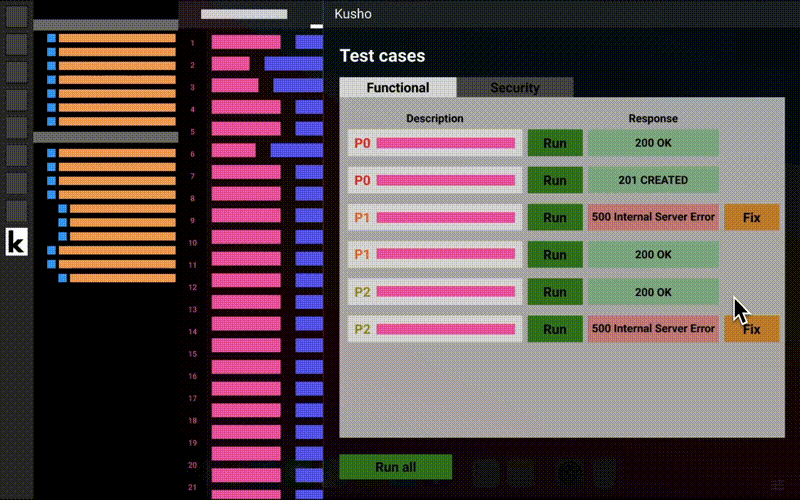 Kusho
Test cases
Functional Security
Description Response
P0 Run 200 OK
P0 Run 201 CREATED
P1 Run 500 Internal Server Error Fix
P1 Run 200 OK
P2 Run 200 OK
P2 Run 500 Internal Server Error Fix
Run all
k
1
2
3
4
5
6
7
8
9
10
11
12
13
14
15
16
17
18
19
20
21